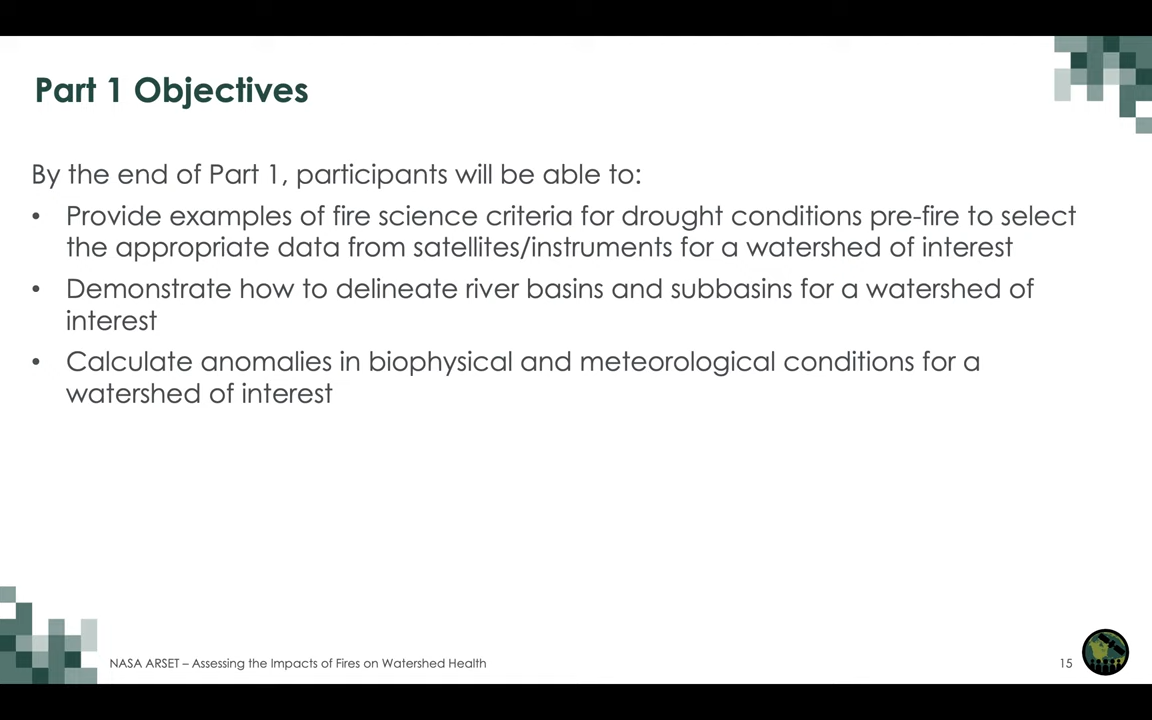 Part 1 Objectives
By the end of Part 1, participants will be able to:
• Provide examples of fire science criteria for drought conditions pre-fire to select
the appropriate data from satellites/instruments for a watershed of interest
• Demonstrate how to delineate river basins and subbasins for a watershed of
interest
• Calculate anomalies in biophysical and meteorological conditions for a
watershed of interest
NASA ARSET – Assessing the Impacts of Fires on Watershed Health
15